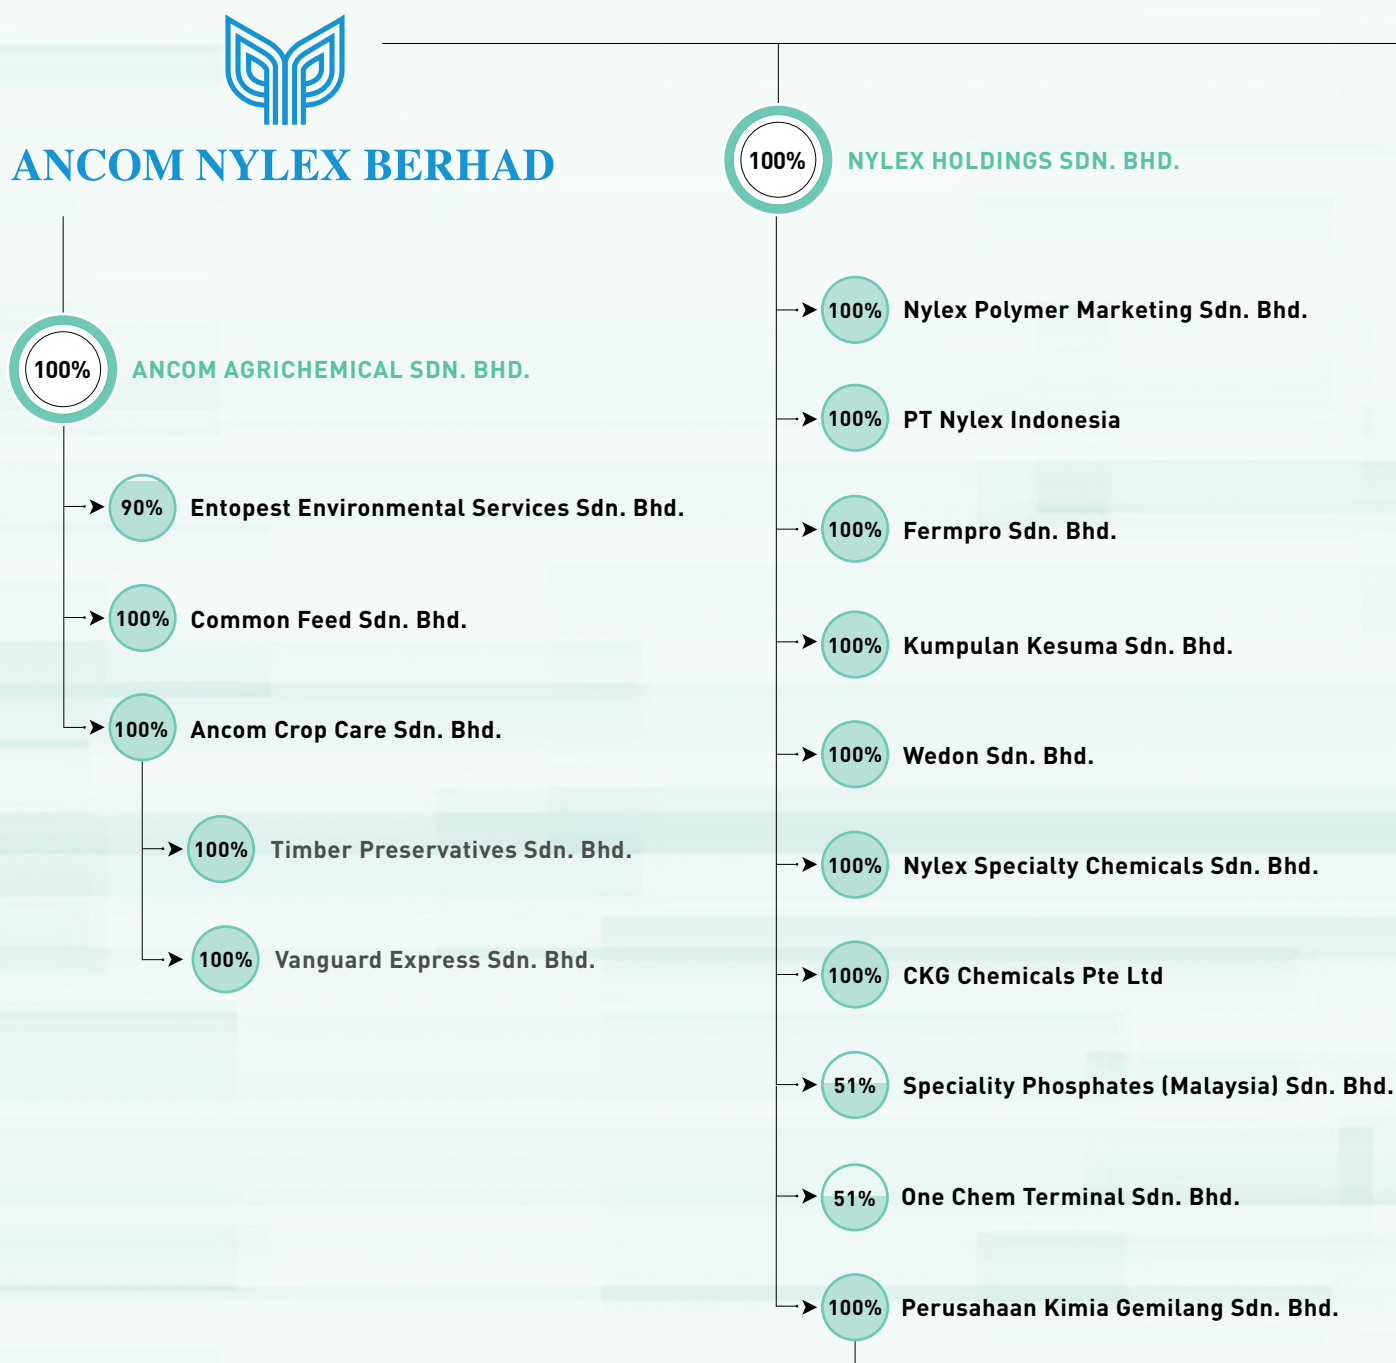 ANCOM NYLEX BERHAD
100% ANCOM AGRICHEMICAL SDN. BHD.
90% Entopest Environmental Services Sdn. Bhd.
100% Common Feed Sdn. Bhd.
100% Ancom Crop Care Sdn. Bhd.
100% Timber Preservatives Sdn. Bhd.
100% Vanguard Express Sdn. Bhd.
100% NYLEX HOLDINGS SDN. BHD.
100% Nylex Polymer Marketing Sdn. Bhd.
100% PT Nylex Indonesia
100% Fermpro Sdn. Bhd.
100% Kumpulan Kesuma Sdn. Bhd.
100% Wedon Sdn. Bhd.
100% Nylex Specialty Chemicals Sdn. Bhd.
100% CKG Chemicals Pte Ltd
51% Speciality Phosphates (Malaysia) Sdn. Bhd.
51% One Chem Terminal Sdn. Bhd.
100% Perusahaan Kimia Gemilang Sdn. Bhd.